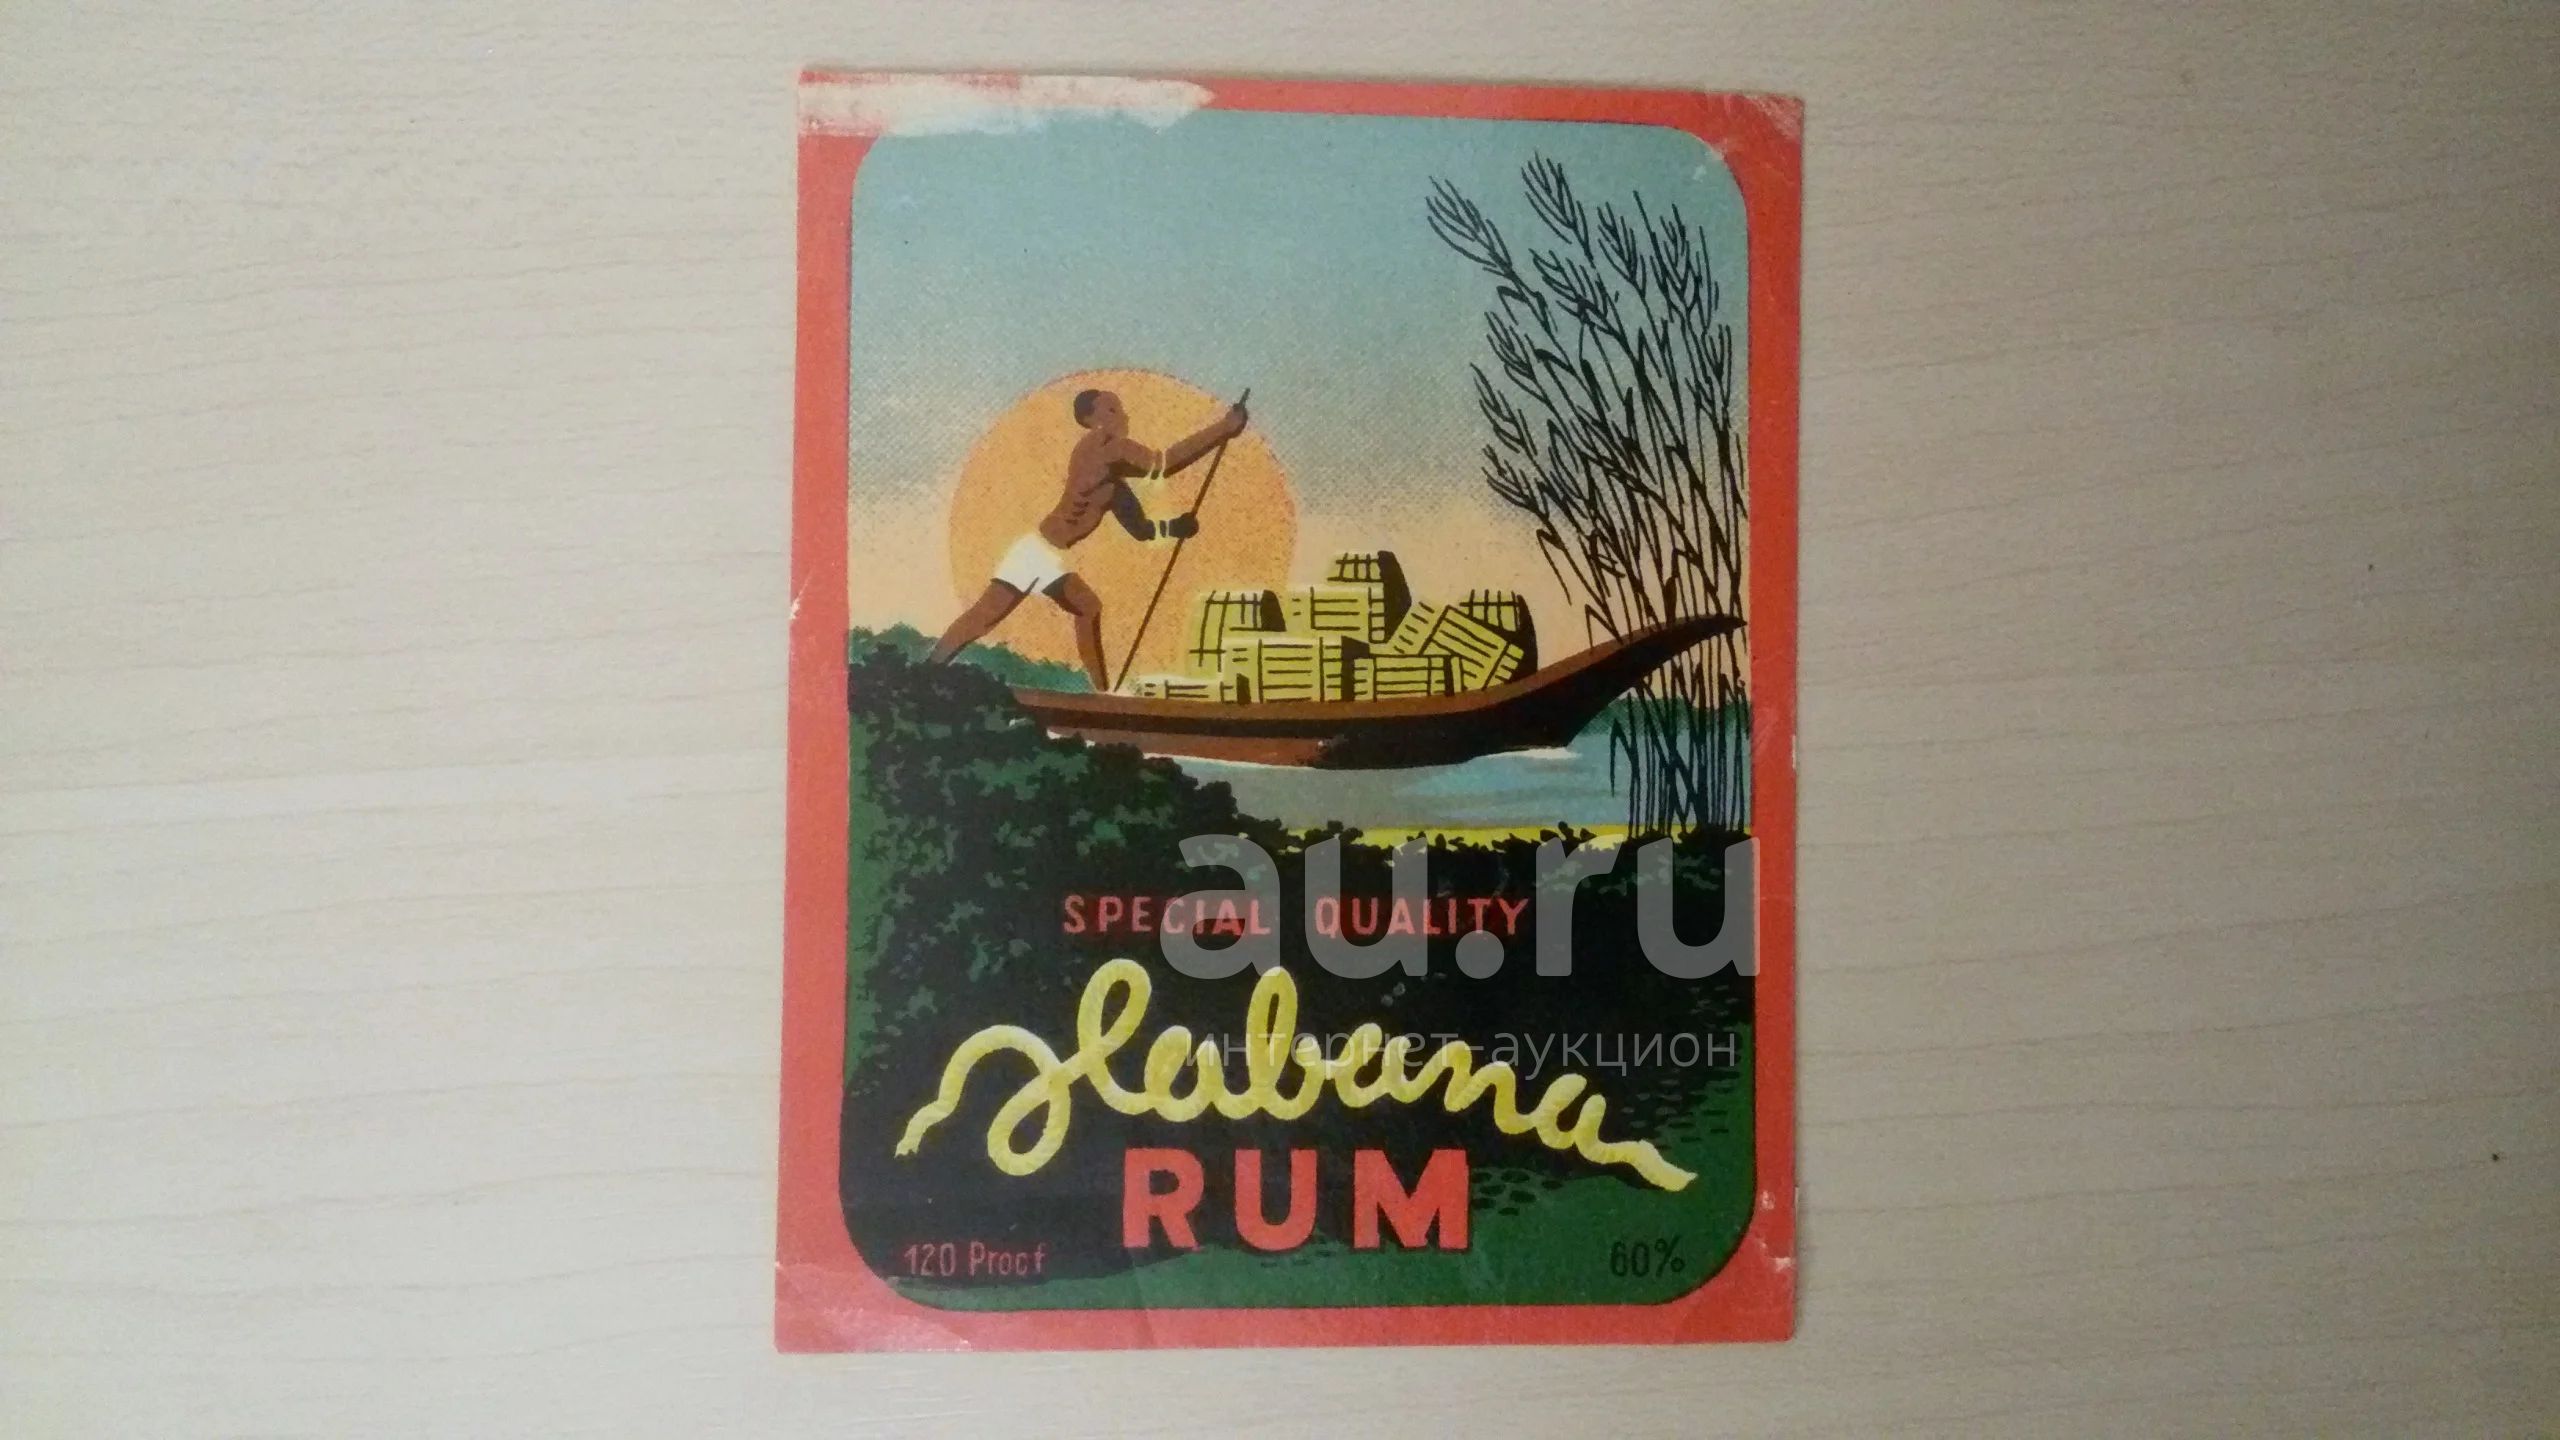 SPECIAL QUALITY
Habana
RUM
120 Proof
60%
au.ru
интернет-аукцион